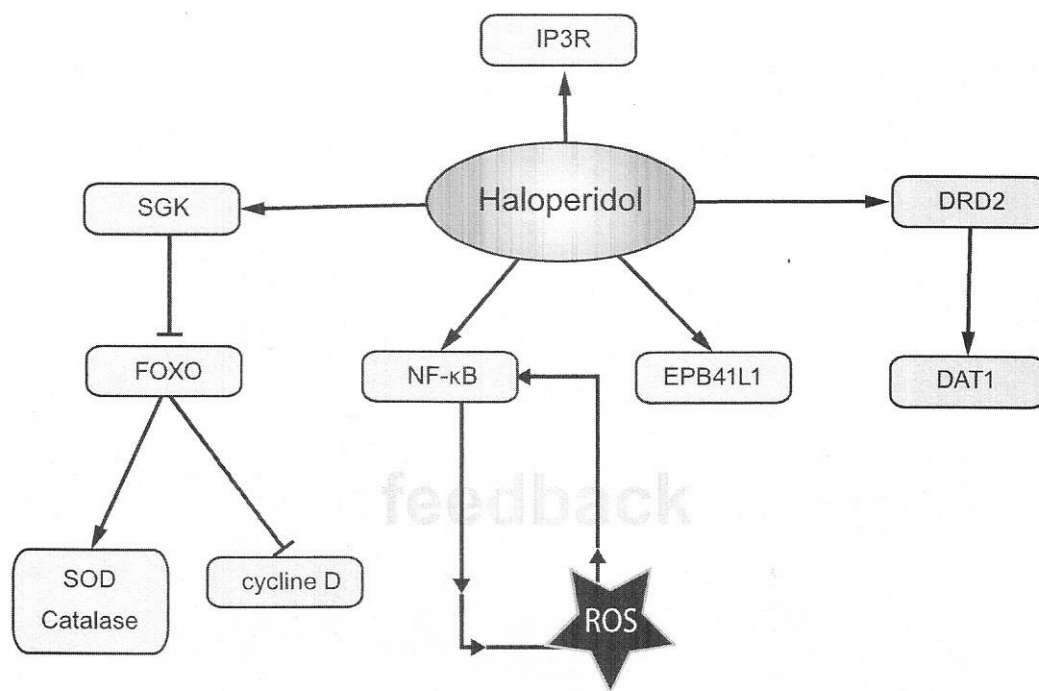 IP3R
Haloperidol
SGK
DRD2
FOXO
NF-κB
EPB41L1
DAT1
feedback
SOD
Catalase
cycline D
ROS